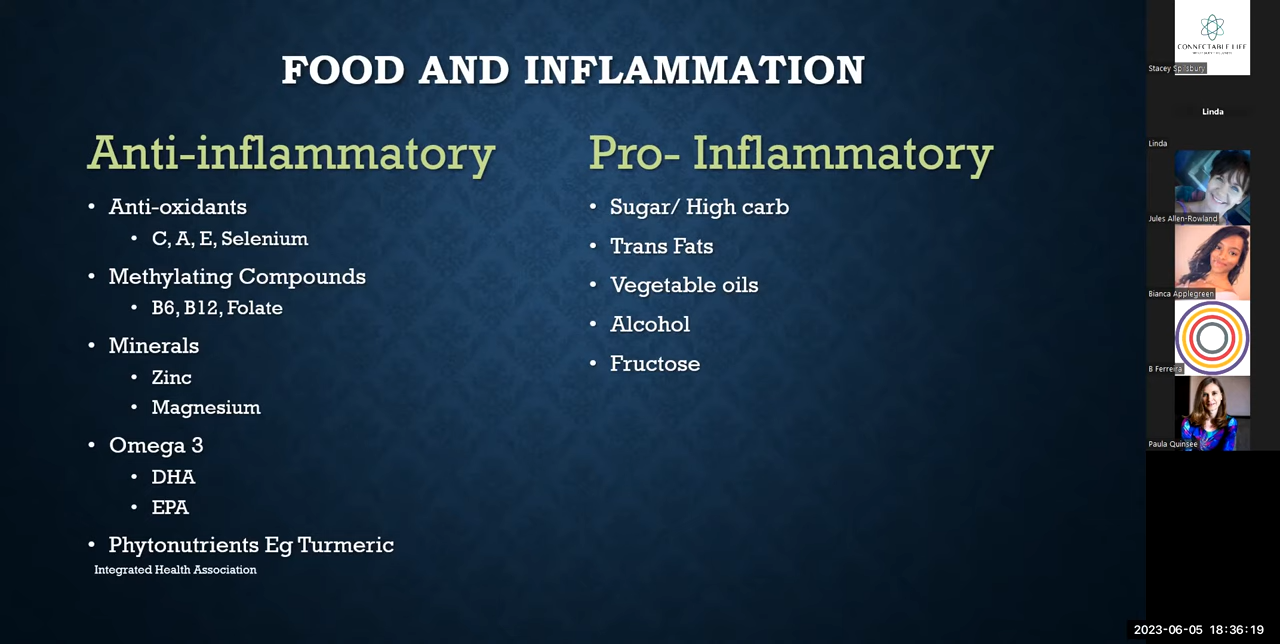 FOOD AND INFLAMMATION
Anti-inflammatory
• Anti-oxidants
• C, A, E, Selenium
• Methylating Compounds
• B6, B12, Folate
• Minerals
• Zinc
• Magnesium
• Omega 3
• DHA
• EPA
• Phytonutrients Eg Turmeric
Integrated Health Association
Pro- Inflammatory
• Sugar/ High carb
• Trans Fats
• Vegetable oils
• Alcohol
• Fructose
CONNECTABLE LIFE
Stacey Spilsbury
Linda
Linda
Jules Allen-Rowland
Bianca Applegreen
B Ferreira
Paula Quinsee
2023-06-05 18:36:19